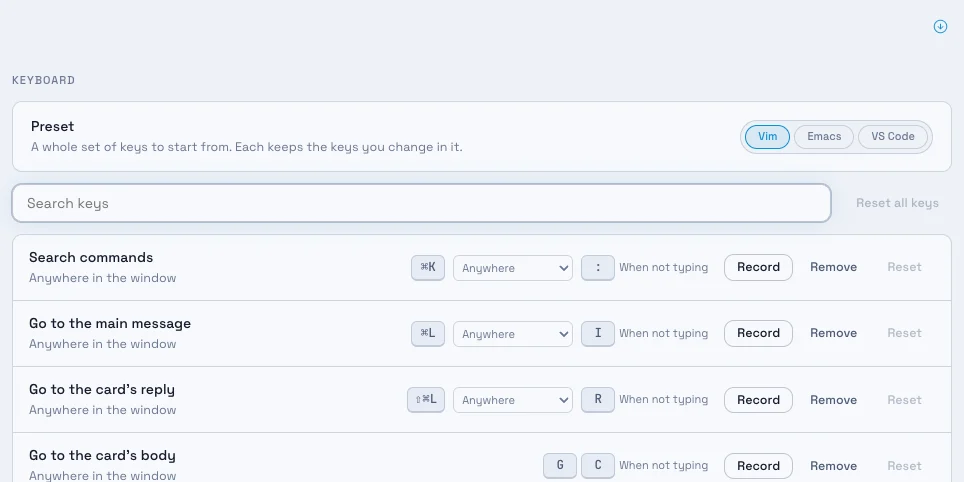 KEYBOARD
Preset
A whole set of keys to start from. Each keeps the keys you change in it.
Vim Emacs VS Code
Search keys
Reset all keys
Search commands
Anywhere in the window
⌘K Anywhere : When not typing Record Remove Reset
Go to the main message
Anywhere in the window
⌘L Anywhere I When not typing Record Remove Reset
Go to the card's reply
Anywhere in the window
⇧⌘L Anywhere R When not typing Record Remove Reset
Go to the card's body
Anywhere in the window
G C When not typing Record Remove Reset